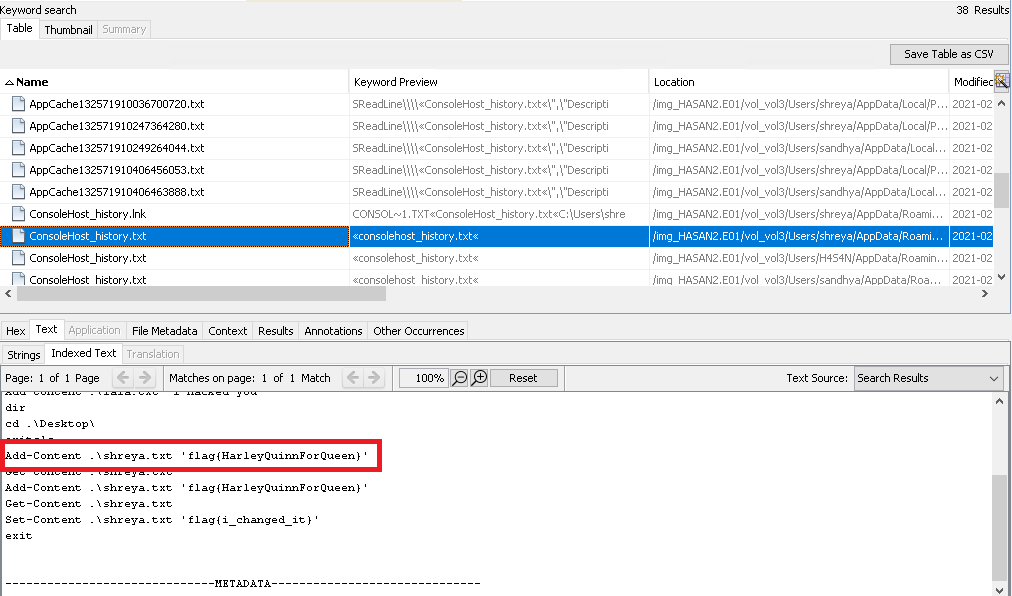 Keyword search 38 Results
Table Thumbnail Summary
Save Table as CSV
Name Keyword Preview Location Modified
AppCache132571910036700720.txt SReadLine\\\\«ConsoleHost_history.txt«\",\"Descripti /img_HASAN2.E01/vol_vol3/Users/shreya/AppData/Local/P... 2021-02
AppCache132571910247364280.txt SReadLine\\\\«ConsoleHost_history.txt«\",\"Descripti /img_HASAN2.E01/vol_vol3/Users/shreya/AppData/Local/P... 2021-02
AppCache132571910249264044.txt SReadLine\\\\«ConsoleHost_history.txt«\",\"Descripti /img_HASAN2.E01/vol_vol3/Users/sandhya/AppData/Local... 2021-02
AppCache132571910406456053.txt SReadLine\\\\«ConsoleHost_history.txt«\",\"Descripti /img_HASAN2.E01/vol_vol3/Users/shreya/AppData/Local/P... 2021-02
AppCache132571910406463888.txt SReadLine\\\\«ConsoleHost_history.txt«\",\"Descripti /img_HASAN2.E01/vol_vol3/Users/sandhya/AppData/Local... 2021-02
ConsoleHost_history.lnk CONSOL~1.TXT«ConsoleHost_history.txt«C:\Users\shre /img_HASAN2.E01/vol_vol3/Users/shreya/AppData/Roami... 2021-02
ConsoleHost_history.txt «consolehost_history.txt« /img_HASAN2.E01/vol_vol3/Users/shreya/AppData/Roami... 2021-02
ConsoleHost_history.txt «consolehost_history.txt« /img_HASAN2.E01/vol_vol3/Users/H4S4N/AppData/Roamin... 2021-02
ConsoleHost_history.txt «consolehost_history.txt« /img_HASAN2.E01/vol_vol3/Users/sandhya/AppData/Roa... 2021-02
Hex Text Application File Metadata Context Results Annotations Other Occurrences
Strings Indexed Text Translation
Page: 1 of 1 Page Matches on page: 1 of 1 Match 100% Reset Text Source: Search Results
Add-Content .\lala.txt 'i hacked you'
dir
cd .\Desktop\
Add-Content .\shreya.txt 'flag{HarleyQuinnForQueen}'
Get-Content .\shreya.txt
Add-Content .\shreya.txt 'flag{HarleyQuinnForQueen}'
Get-Content .\shreya.txt
Set-Content .\shreya.txt 'flag{i_changed_it}'
exit
------------------------------METADATA------------------------------